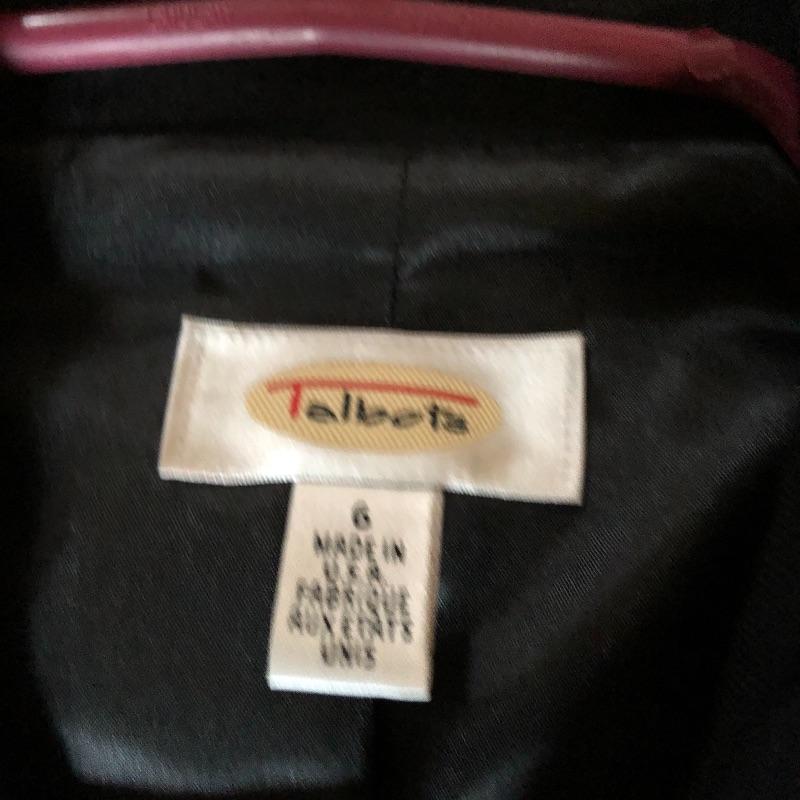 Talbots
6
MADE IN
U.S.A.
FABRIQUE
AUX ETATS
UNIS